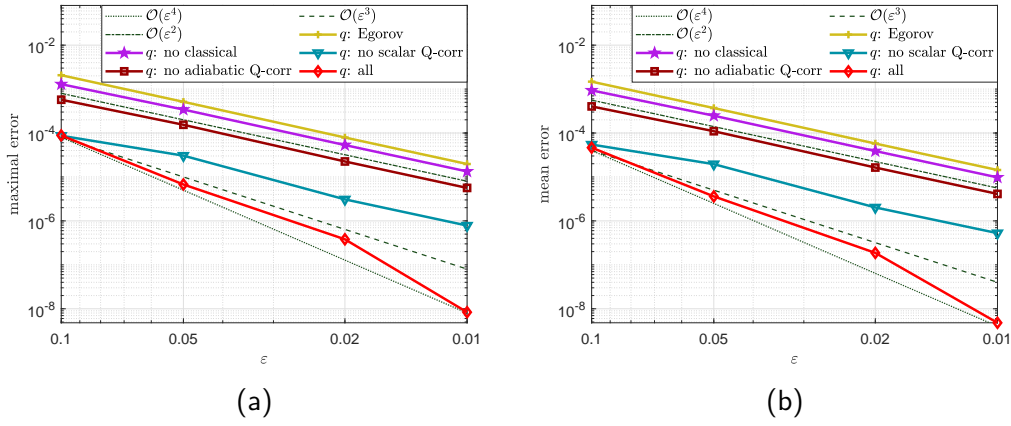 𝒪(ε⁴)
𝒪(ε³)
𝒪(ε²)
q: Egorov
q: no classical
q: no scalar Q-corr
q: no adiabatic Q-corr
q: all
maximal error
10⁻²
10⁻⁴
10⁻⁶
10⁻⁸
0.1
0.05
0.02
0.01
ε
(a)
𝒪(ε⁴)
𝒪(ε³)
𝒪(ε²)
q: Egorov
q: no classical
q: no scalar Q-corr
q: no adiabatic Q-corr
q: all
mean error
10⁻²
10⁻⁴
10⁻⁶
10⁻⁸
0.1
0.05
0.02
0.01
ε
(b)